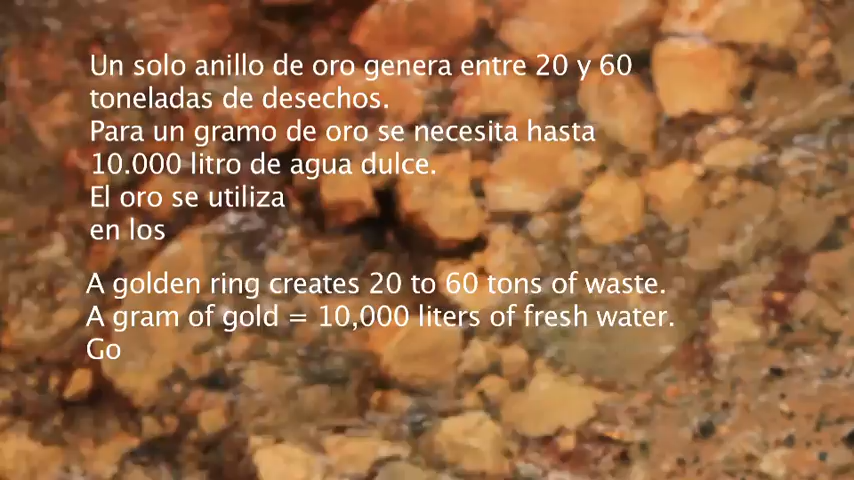 Un solo anillo de oro genera entre 20 y 60
toneladas de desechos.
Para un gramo de oro se necesita hasta
10.000 litro de agua dulce.
El oro se utiliza
en los
A golden ring creates 20 to 60 tons of waste.
A gram of gold = 10,000 liters of fresh water.
Go